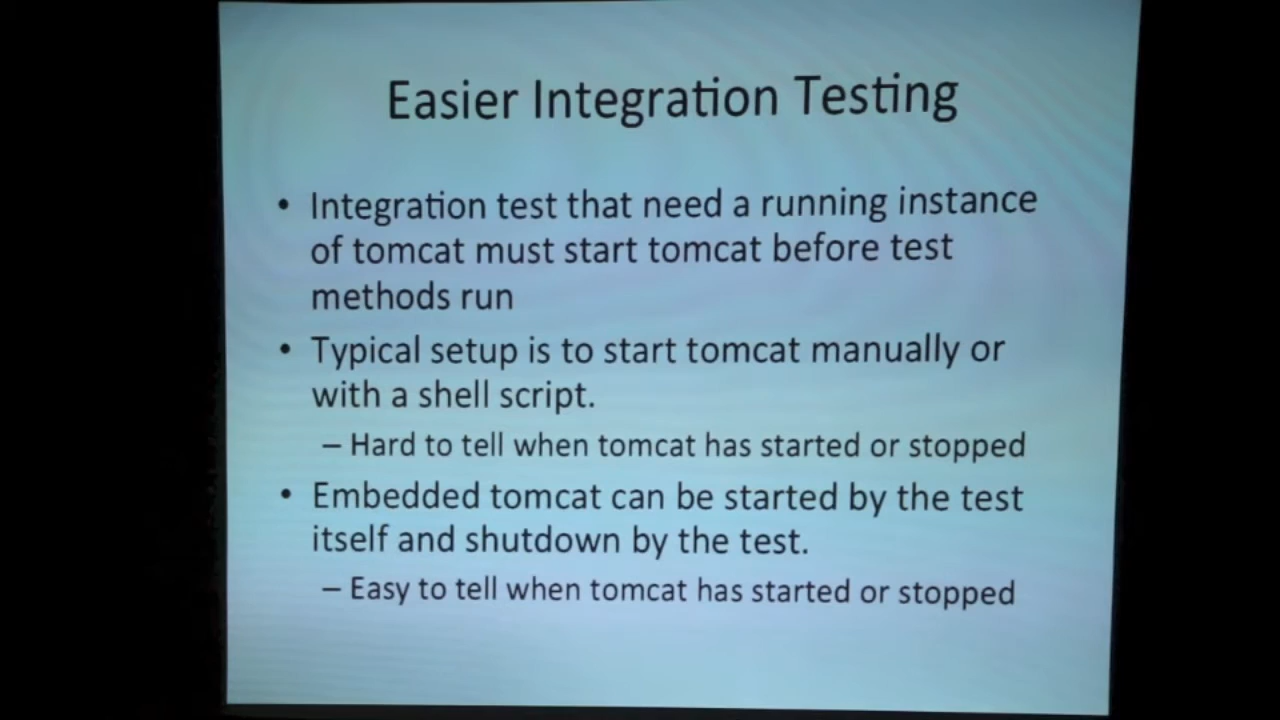 Easier Integration Testing
• Integration test that need a running instance
of tomcat must start tomcat before test
methods run
• Typical setup is to start tomcat manually or
with a shell script.
– Hard to tell when tomcat has started or stopped
• Embedded tomcat can be started by the test
itself and shutdown by the test.
– Easy to tell when tomcat has started or stopped